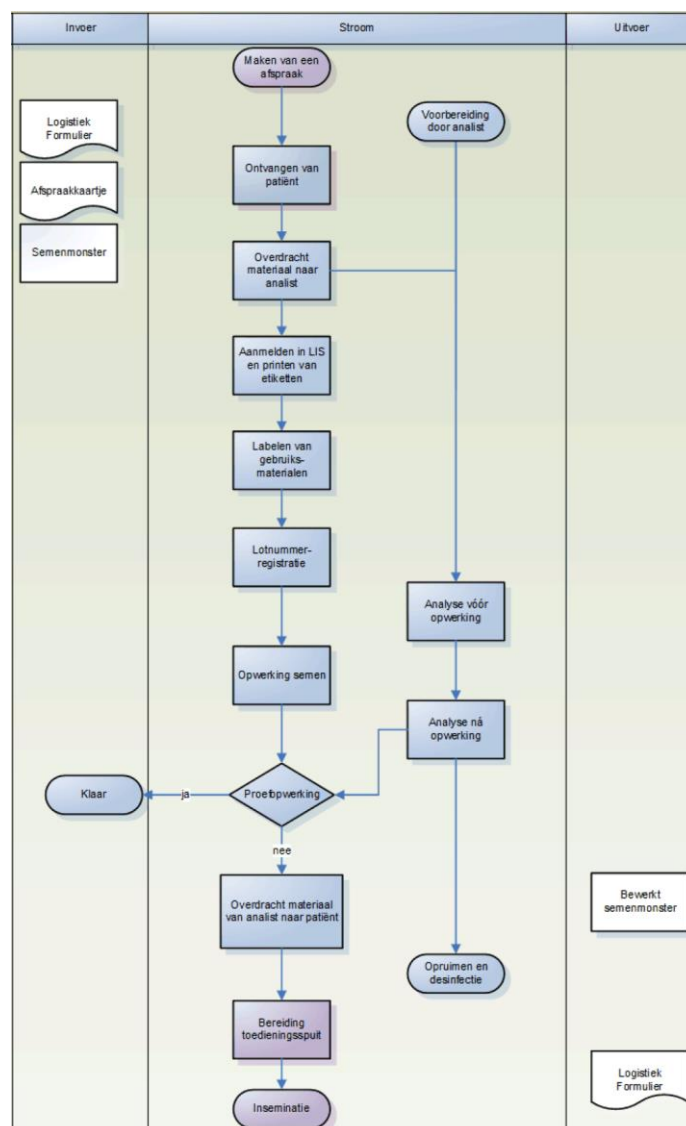 Invoer
Stroom
Uitvoer
Maken van een
afspraak
Logistiek
Formulier
Voorbereiding
door analist
Ontvangen van
patiënt
Afspraakkaartje
Semenmonster
Overdracht
materiaal naar
analist
Aanmelden in LIS
en printen van
etiketten
Labelen van
gebruiks-
materialen
Lotnummer-
registratie
Analyse vóór
opwerking
Opwerking semen
Analyse ná
opwerking
Klaar
ja
Proefopwerking
nee
Overdracht materiaal
van analist naar patiënt
Bewerkt
semenmonster
Opruimen en
desinfectie
Bereiding
toedieningsspuit
Logistiek
Formulier
Inseminatie